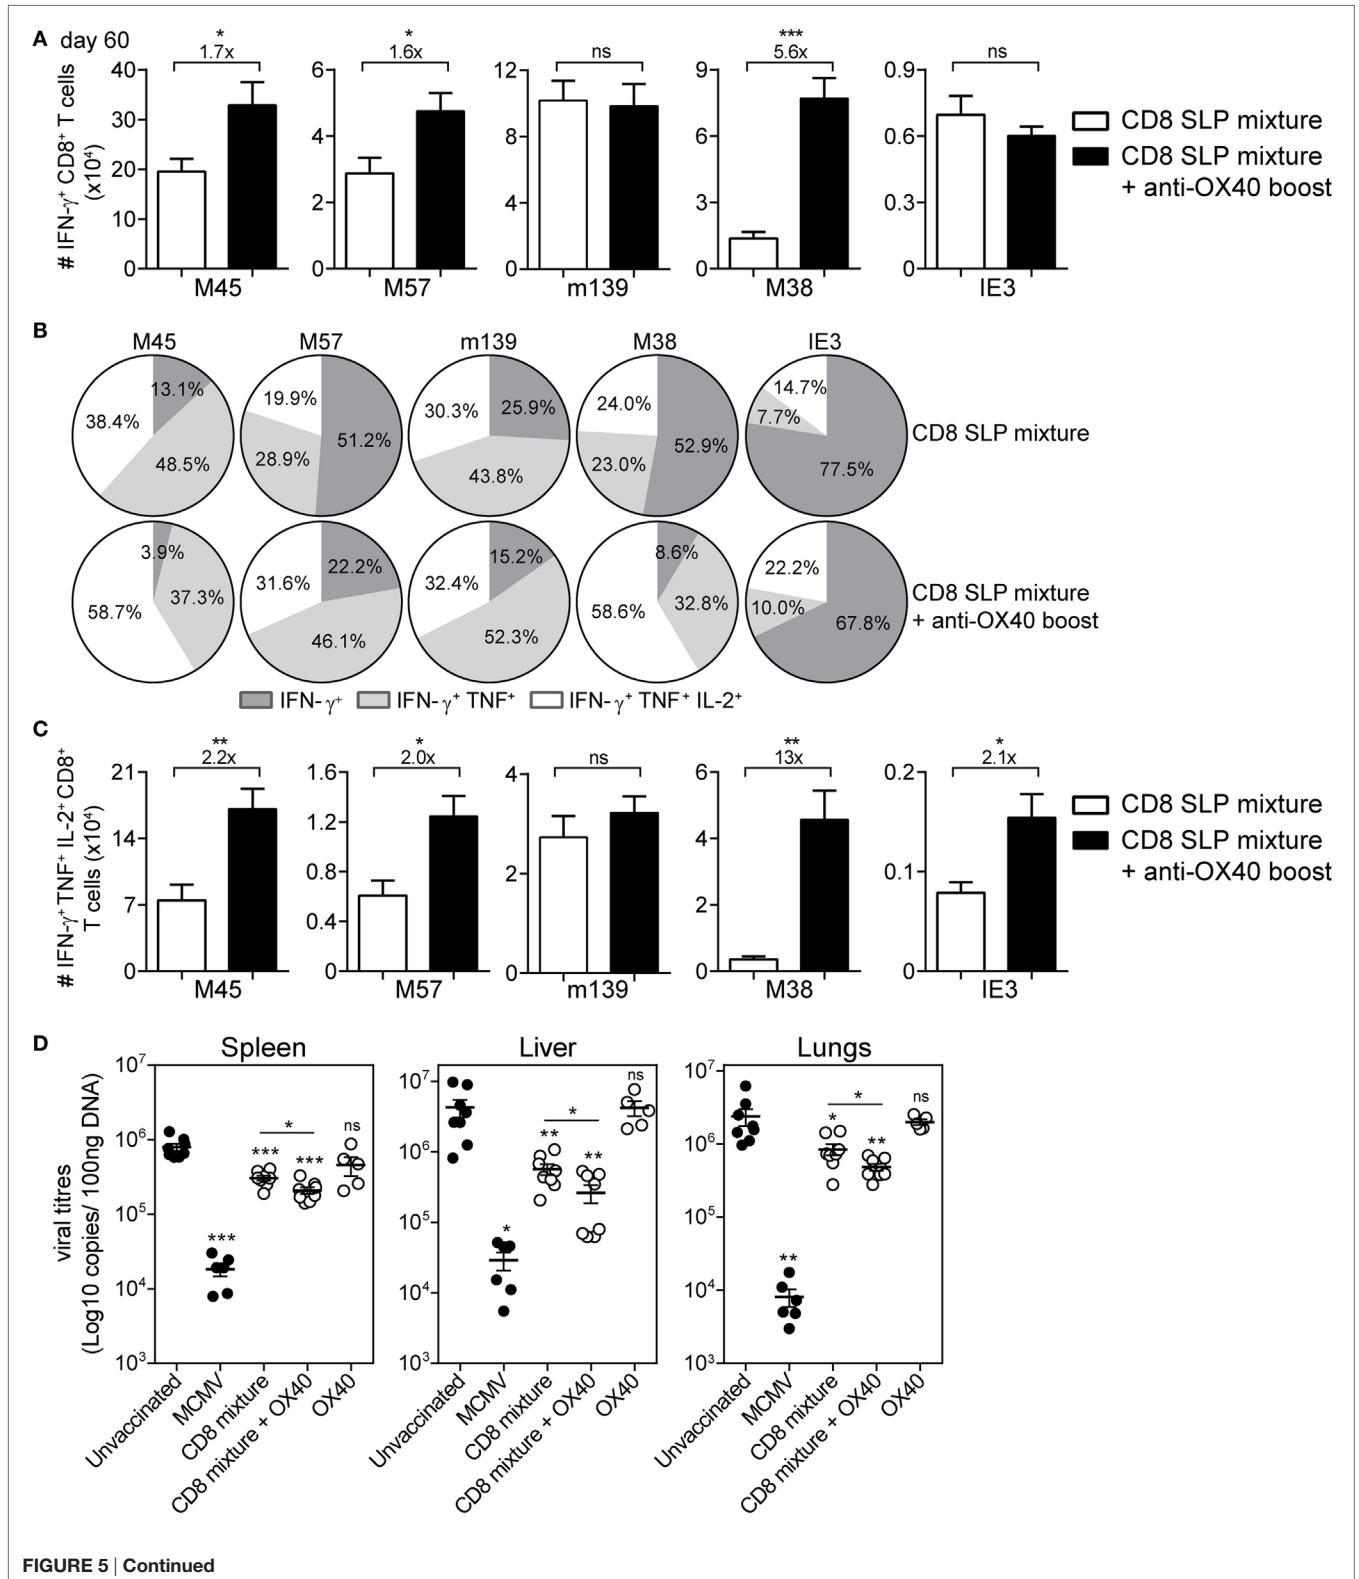 A day 60
* * ns *** ns
1.7x 1.6x 5.6x
# IFN-γ⁺ CD8⁺ T cells
(x10⁴)
40 6 12 9 0.9
30
4 8 6 0.6
20
2 4 3 0.3
10
0 0 0 0 0
M45 M57 m139 M38 IE3
CD8 SLP mixture
CD8 SLP mixture
+ anti-OX40 boost
B
M45 M57 m139 M38 IE3
13.1% 48.5% 38.4%
51.2% 28.9% 19.9%
25.9% 43.8% 30.3%
52.9% 23.0% 24.0%
77.5% 7.7% 14.7%
CD8 SLP mixture
3.9% 37.3% 58.7%
22.2% 46.1% 31.6%
15.2% 52.3% 32.4%
8.6% 32.8% 58.6%
67.8% 10.0% 22.2%
CD8 SLP mixture
+ anti-OX40 boost
IFN-γ⁺ IFN-γ⁺ TNF⁺ IFN-γ⁺ TNF⁺ IL-2⁺
C
** * ns ** *
2.2x 2.0x 13x 2.1x
# IFN-γ⁺ TNF⁺ IL-2⁺ CD8⁺
T cells (x10⁴)
21 1.6 4 6 0.2
14 1.2 4
0.8 2 0.1
7 0.4 2
0 0 0 0 0
M45 M57 m139 M38 IE3
CD8 SLP mixture
CD8 SLP mixture
+ anti-OX40 boost
D
Spleen Liver Lungs
viral titres
(Log10 copies/ 100ng DNA)
10⁷ 10⁷ 10⁷
10⁶ 10⁶ 10⁶
10⁵ 10⁵ 10⁵
10⁴ 10⁴ 10⁴
10³ 10³ 10³
*** *** *** * ns
* ** ** * ns
** * ** * ns
Unvaccinated MCMV CD8 mixture CD8 mixture + OX40 OX40
Unvaccinated MCMV CD8 mixture CD8 mixture + OX40 OX40
Unvaccinated MCMV CD8 mixture CD8 mixture + OX40 OX40
FIGURE 5 | Continued